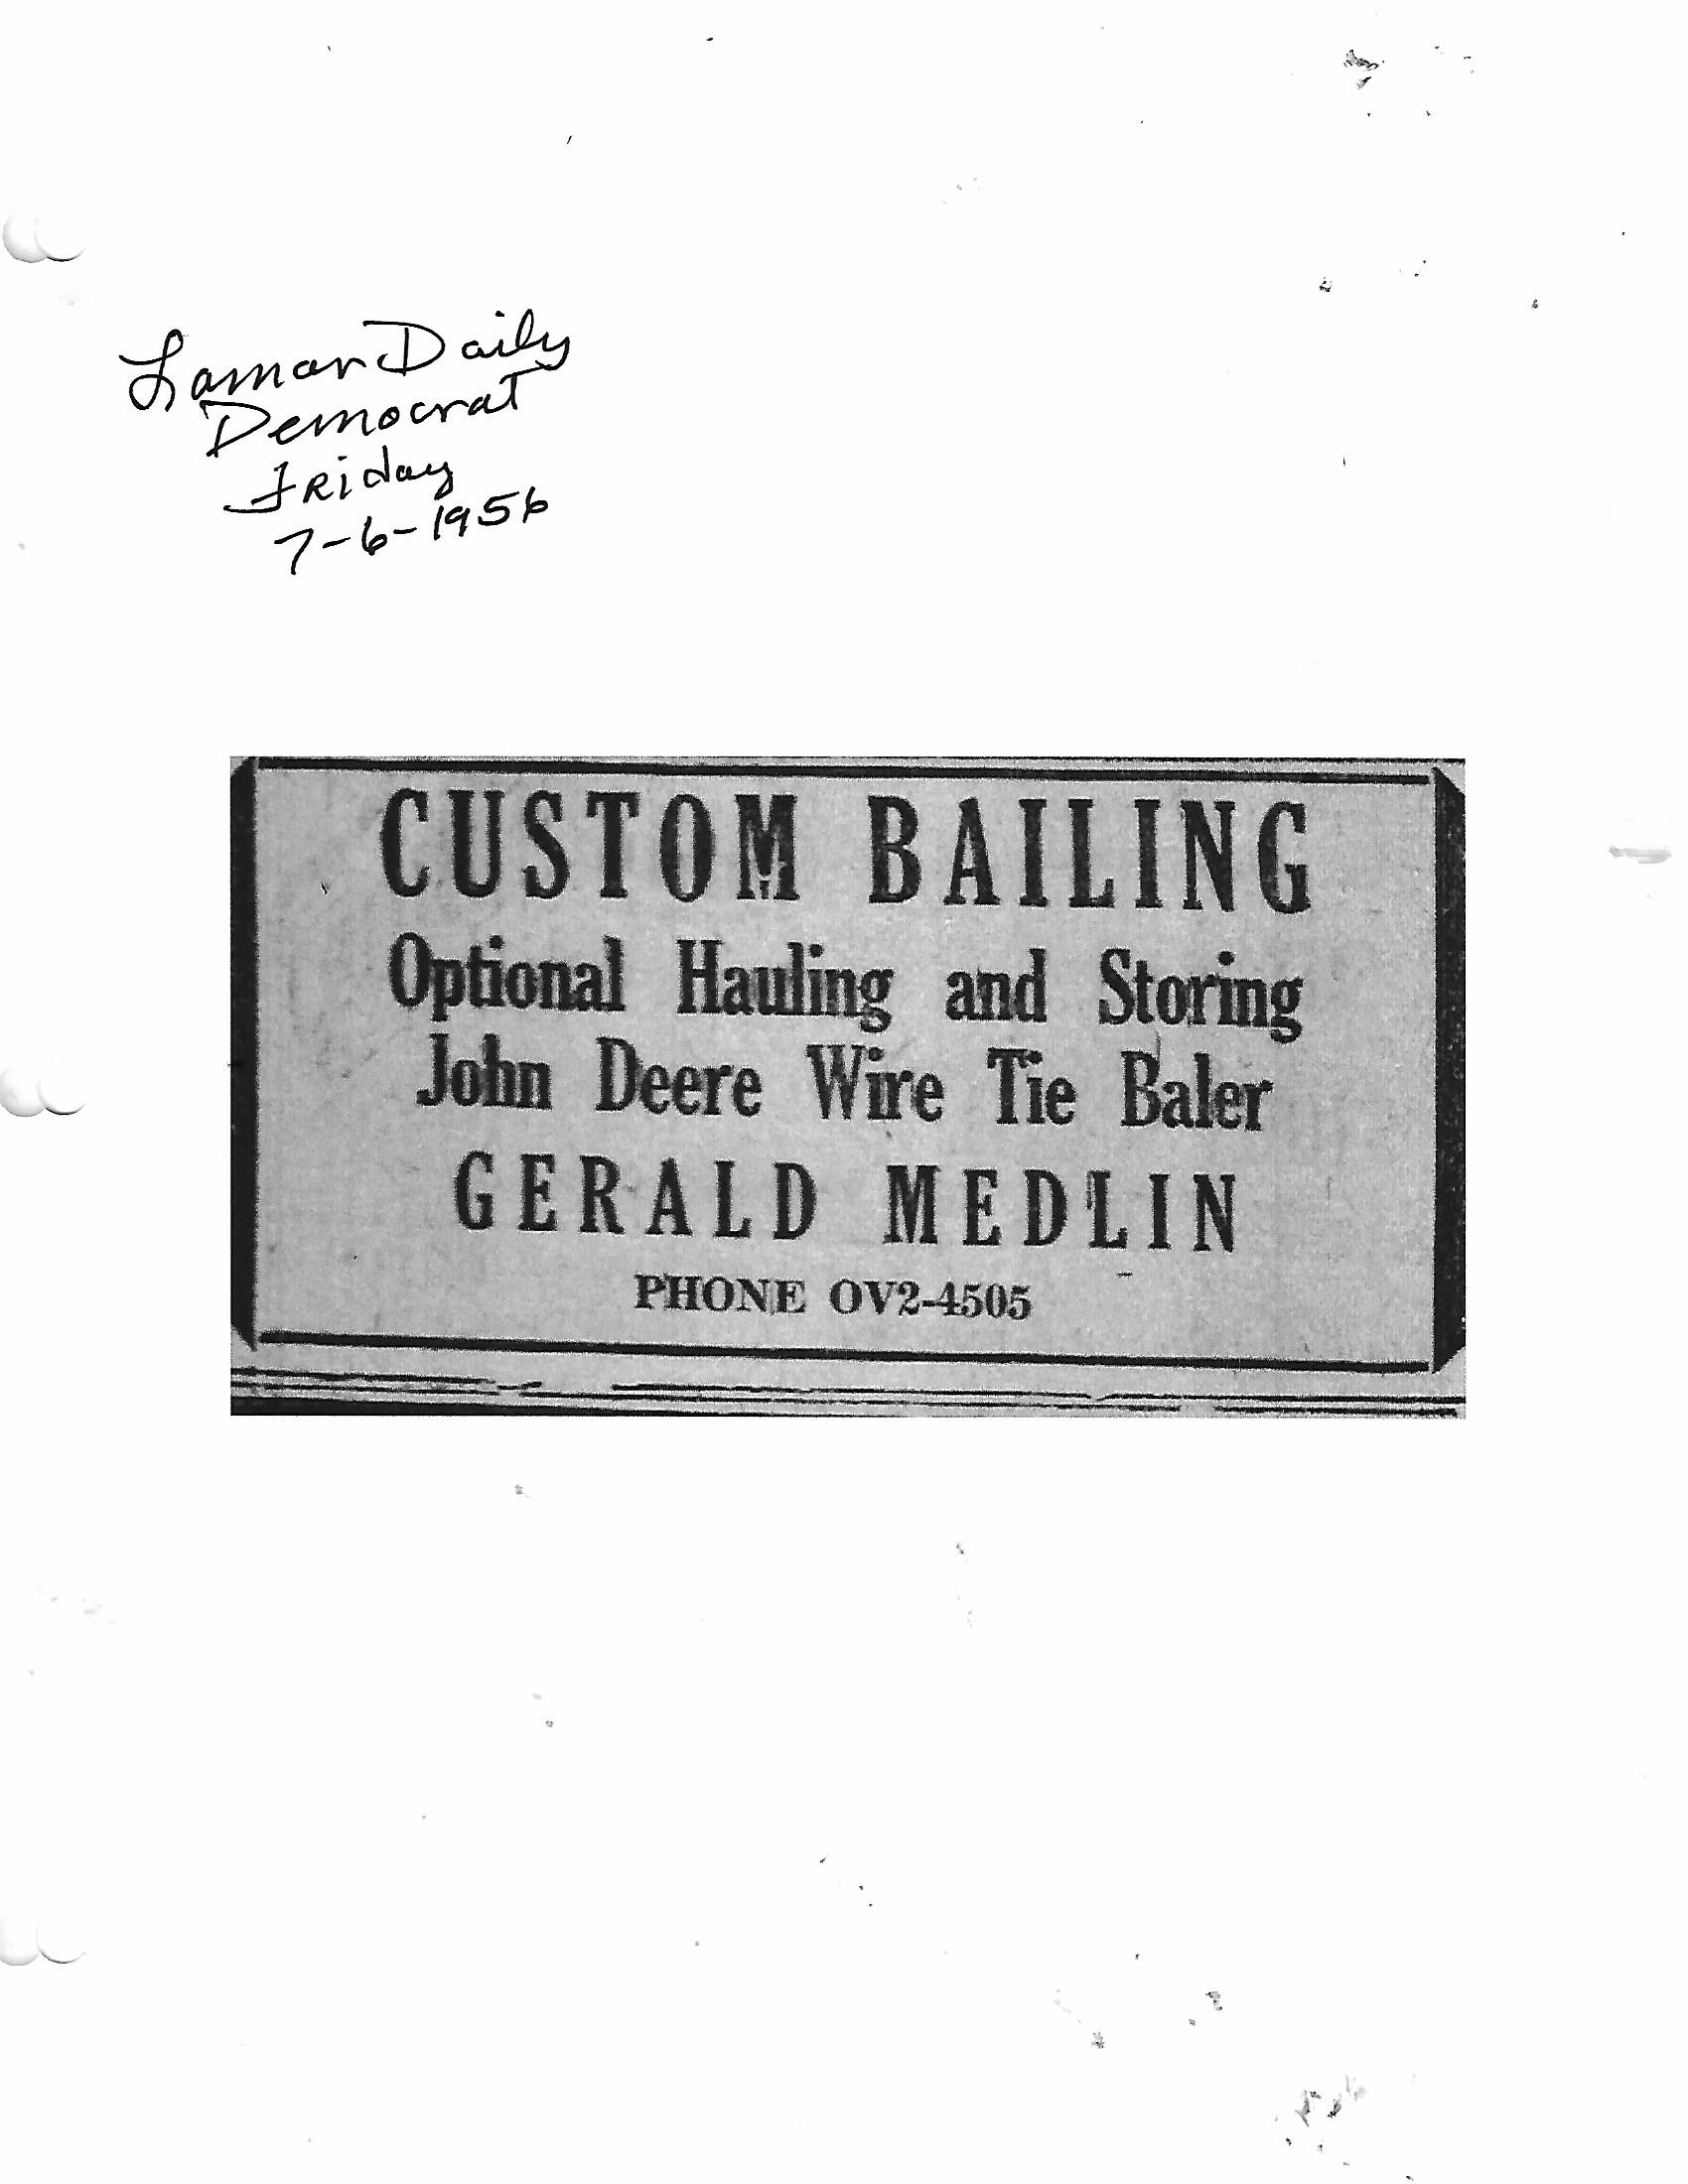 Lamar Daily
Democrat
Friday
7-6-1956
CUSTOM BAILING
Optional Hauling and Storing
John Deere Wire Tie Baler
GERALD MEDLIN
PHONE OV2-4505